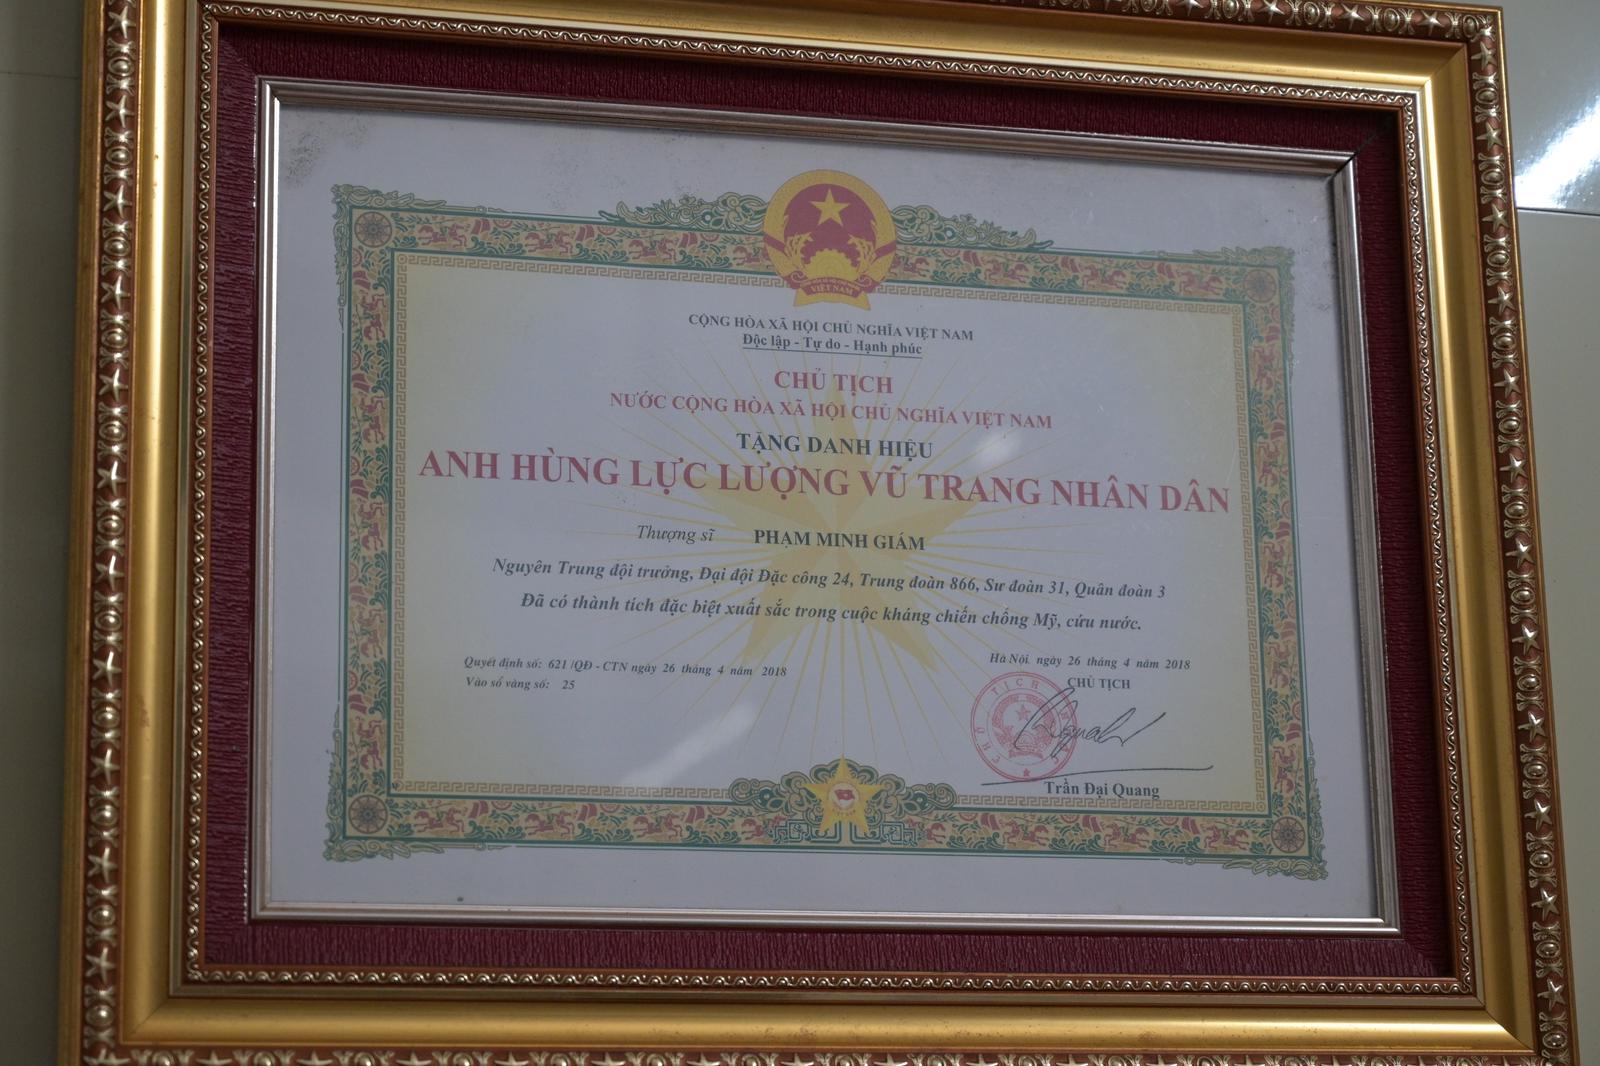 VIỆT NAM
CỘNG HÒA XÃ HỘI CHỦ NGHĨA VIỆT NAM
Độc lập - Tự do - Hạnh phúc
CHỦ TỊCH
NƯỚC CỘNG HÒA XÃ HỘI CHỦ NGHĨA VIỆT NAM
TẶNG DANH HIỆU
ANH HÙNG LỰC LƯỢNG VŨ TRANG NHÂN DÂN
Thượng sĩ PHẠM MINH GIÁM
Nguyên Trung đội trưởng, Đại đội Đặc công 24, Trung đoàn 866, Sư đoàn 31, Quân đoàn 3
Đã có thành tích đặc biệt xuất sắc trong cuộc kháng chiến chống Mỹ, cứu nước.
Quyết định số: 621 /QĐ - CTN ngày 26 tháng 4 năm 2018
Vào sổ vàng số: 25
Hà Nội, ngày 26 tháng 4 năm 2018
CHỦ TỊCH
Trần Đại Quang